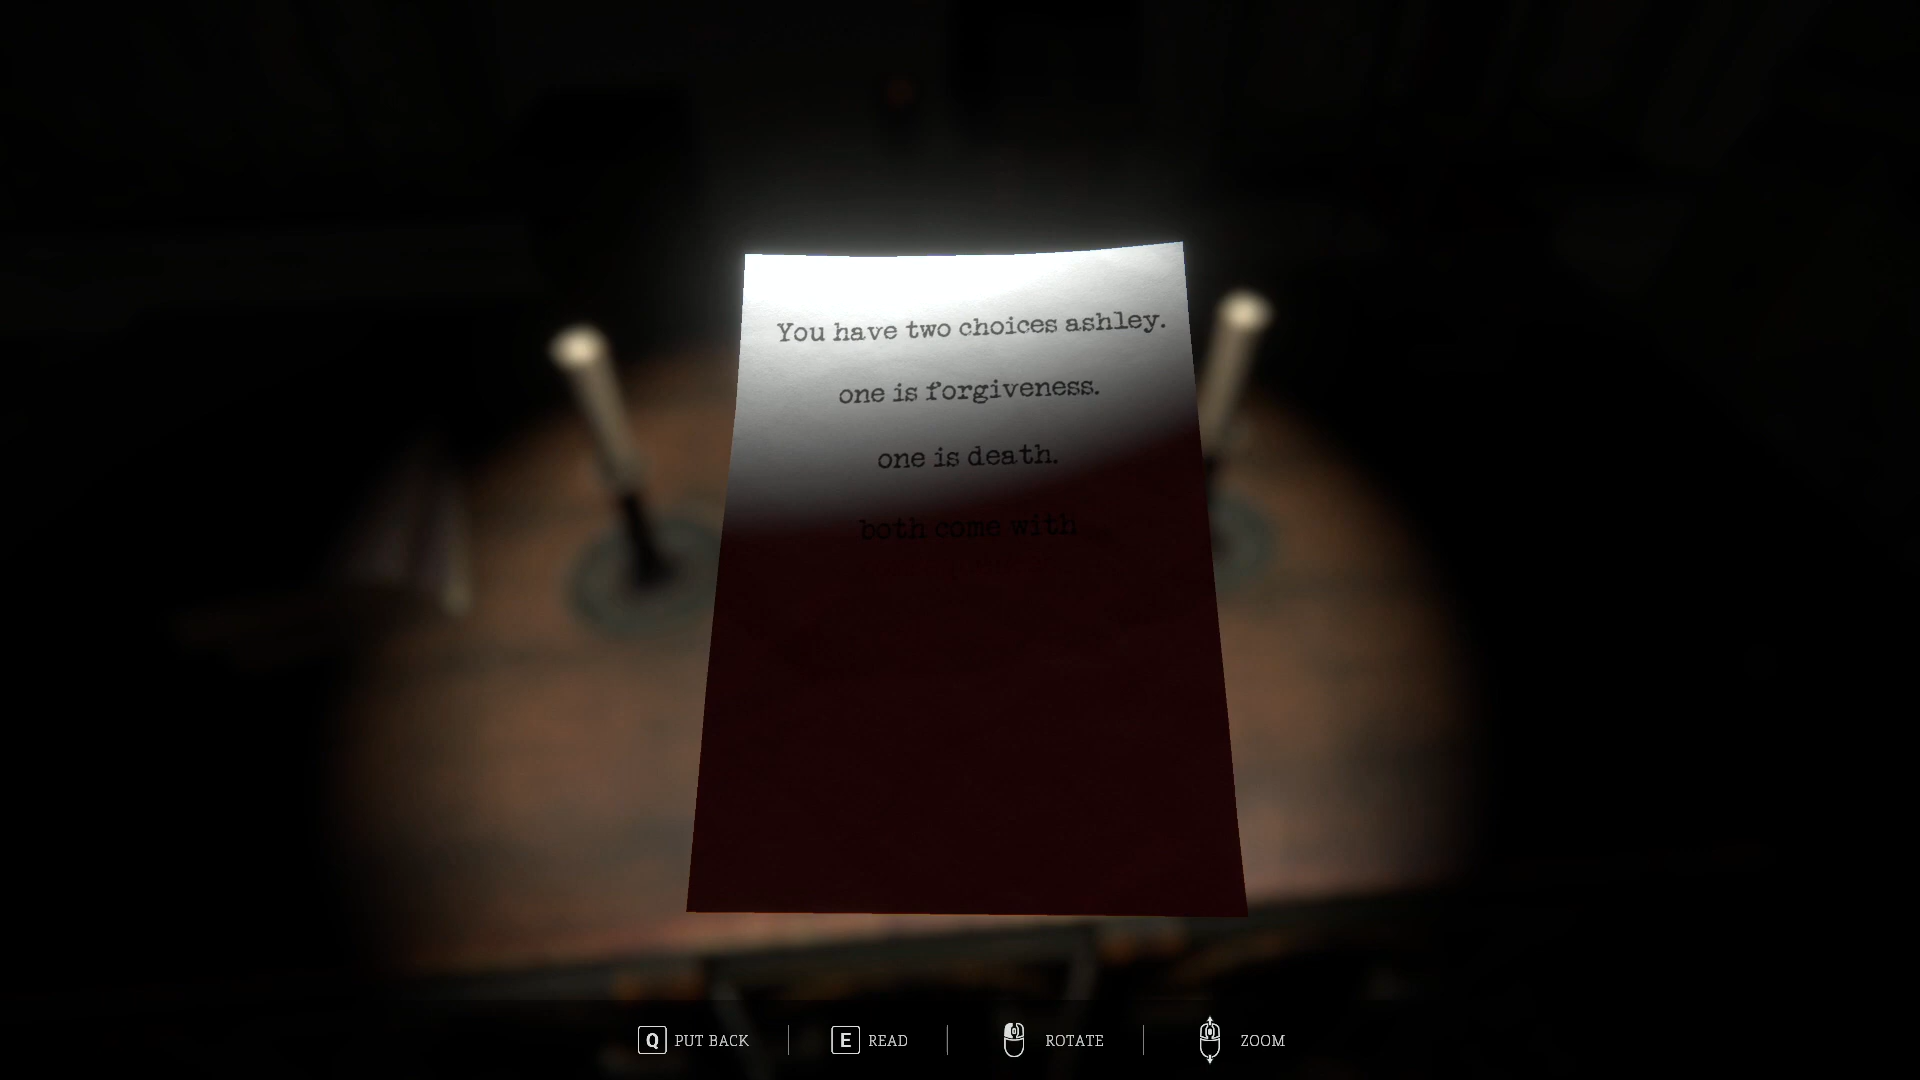 You have two choices ashley.
one is forgiveness.
one is death.
both come with
Q PUT BACK
E READ
ROTATE
ZOOM